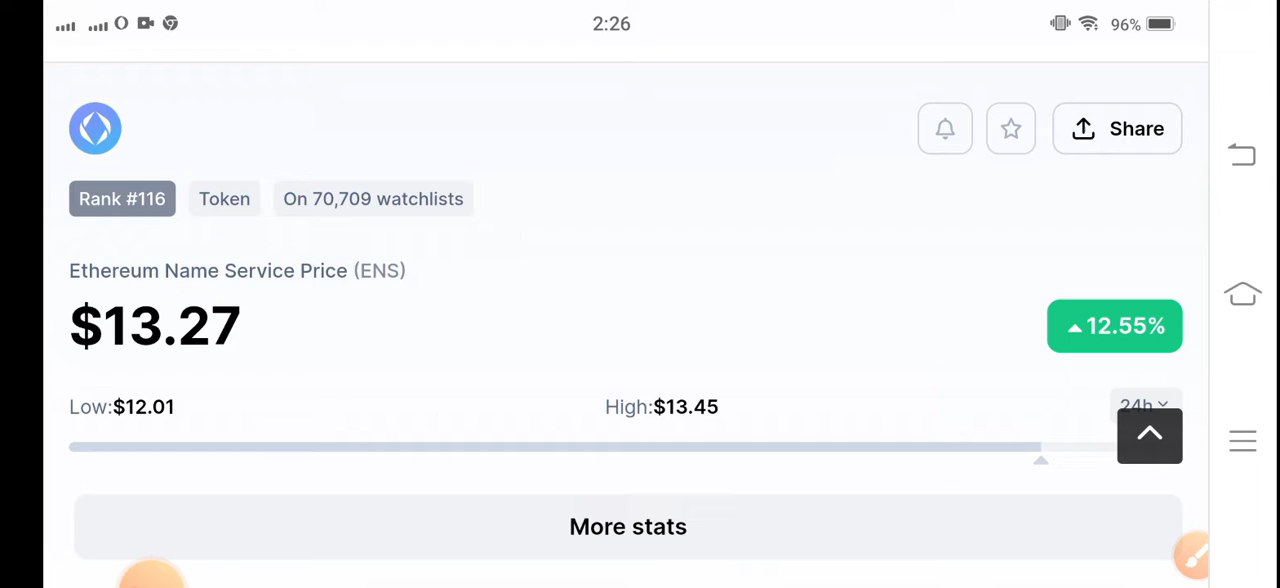 2:26
96%
Share
Rank #116 Token On 70,709 watchlists
Ethereum Name Service Price (ENS)
$13.27
12.55%
Low:$12.01 High:$13.45 24h
More stats